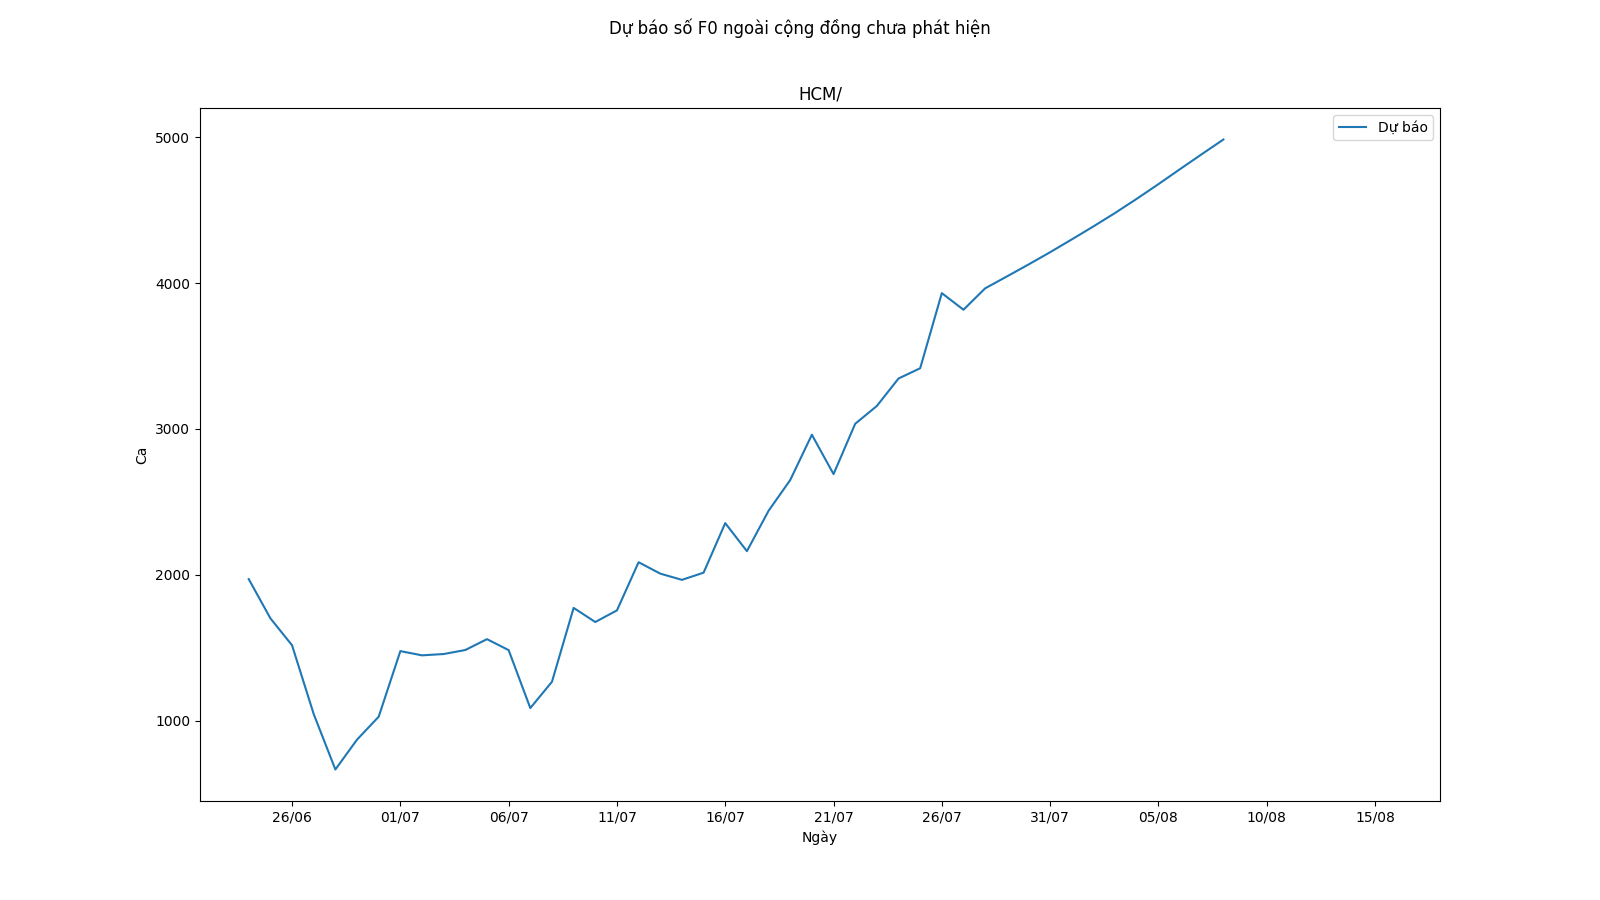 Dự báo số F0 ngoài cộng đồng chưa phát hiện
HCM/
Dự báo
5000
4000
3000
2000
1000
Ca
26/06 01/07 06/07 11/07 16/07 21/07 26/07 31/07 05/08 10/08 15/08
Ngày